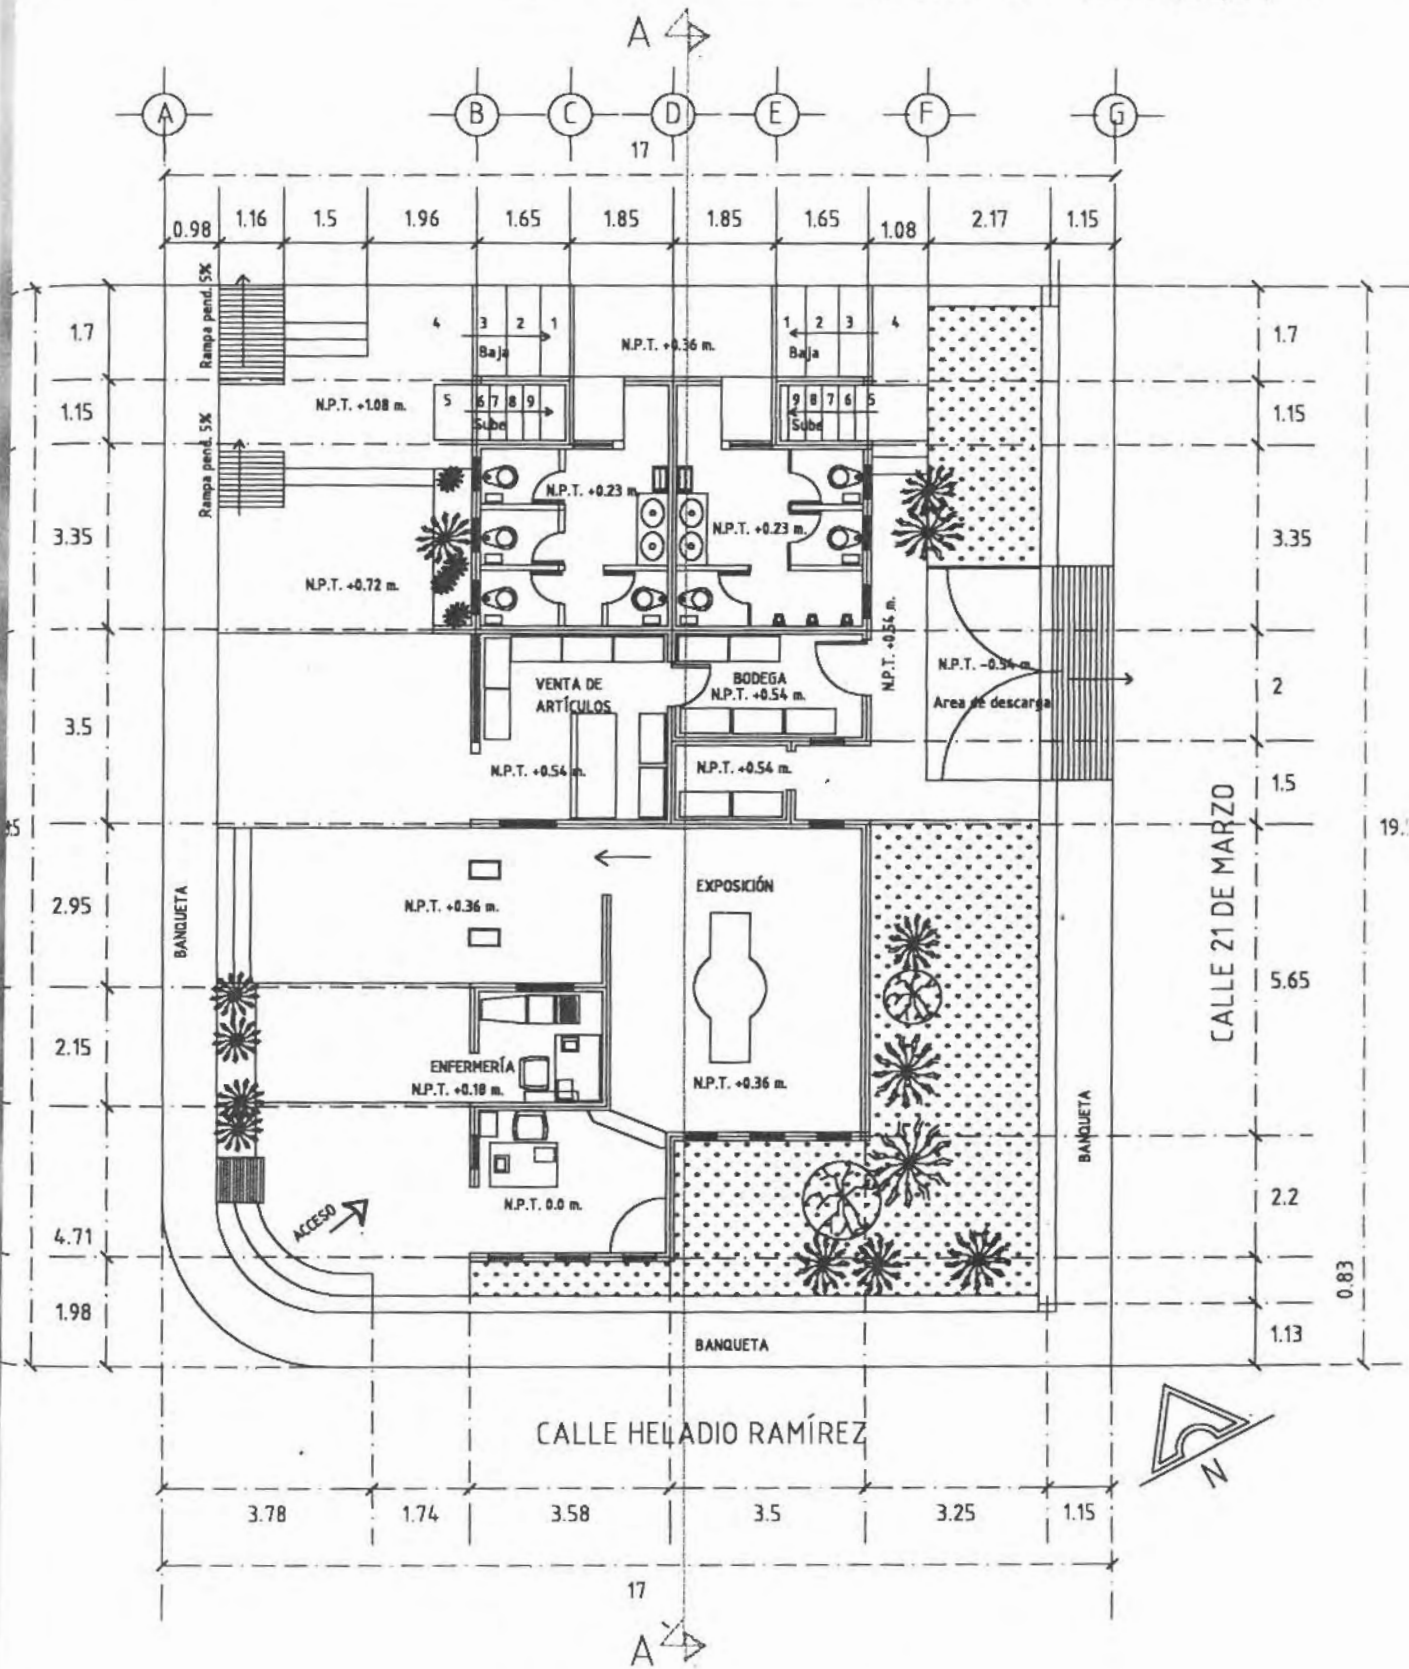 A
A B C D E F G
17
0.98 1.16 1.5 1.96 1.65 1.85 1.85 1.65 1.08 2.17 1.15
Rampa pend. 5%
4 3 2 1
Baja
N.P.T. +0.36 m.
1 2 3 4
Baja
1.7
1.7
N.P.T. +1.08 m.
5 6 7 8 9
Sube
9 8 7 6 5
Sube
1.15
1.15
Rampa pend. 5%
N.P.T. +0.23 m.
N.P.T. +0.23 m.
3.35
3.35
N.P.T. +0.72 m.
N.P.T. +0.54 m.
VENTA DE
ARTÍCULOS
BODEGA
N.P.T. +0.54 m.
N.P.T. -0.54 m.
Area de descarga
2
3.5
N.P.T. +0.54 m.
N.P.T. +0.54 m.
1.5
CALLE 21 DE MARZO
19.
BANQUETA
EXPOSICIÓN
2.95
N.P.T. +0.36 m.
5.65
2.15
ENFERMERÍA
N.P.T. +0.18 m.
N.P.T. +0.36 m.
BANQUETA
ACCESO
N.P.T. 0.0 m.
2.2
4.71
0.83
1.98
1.13
BANQUETA
CALLE HELADIO RAMÍREZ
N
3.78 1.74 3.58 3.5 3.25 1.15
17
A